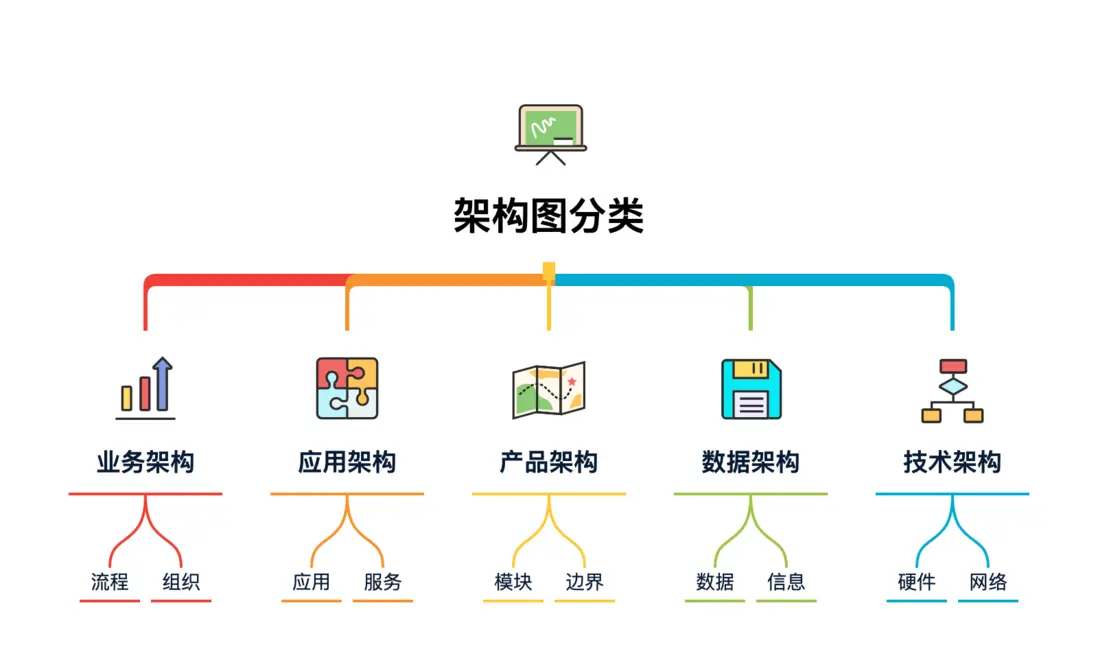 架构图分类
业务架构
应用架构
产品架构
数据架构
技术架构
流程
组织
应用
服务
模块
边界
数据
信息
硬件
网络